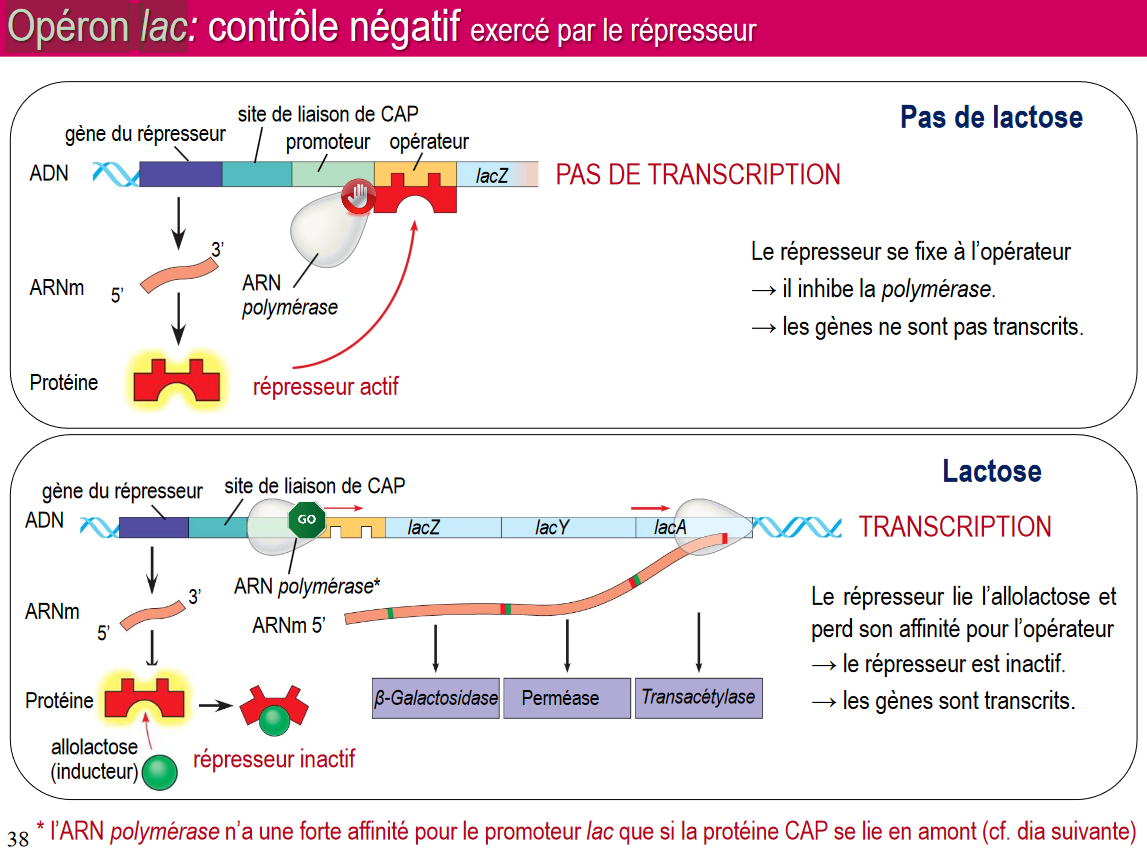 Opéron lac: contrôle négatif exercé par le répresseur
Pas de lactose
site de liaison de CAP
gène du répresseur
promoteur
opérateur
ADN
lacZ
PAS DE TRANSCRIPTION
Le répresseur se fixe à l’opérateur
→ il inhibe la polymérase.
→ les gènes ne sont pas transcrits.
3’
ARNm
5’
ARN
polymérase
Protéine
répresseur actif
Lactose
gène du répresseur
site de liaison de CAP
ADN
GO
lacZ
lacY
lacA
TRANSCRIPTION
ARN polymérase*
3’
ARNm
5’
ARNm 5’
Le répresseur lie l’allolactose et
perd son affinité pour l’opérateur
→ le répresseur est inactif.
→ les gènes sont transcrits.
Protéine
β-Galactosidase
Perméase
Transacétylase
allolactose
(inducteur)
répresseur inactif
38
* l’ARN polymérase n’a une forte affinité pour le promoteur lac que si la protéine CAP se lie en amont (cf. dia suivante)